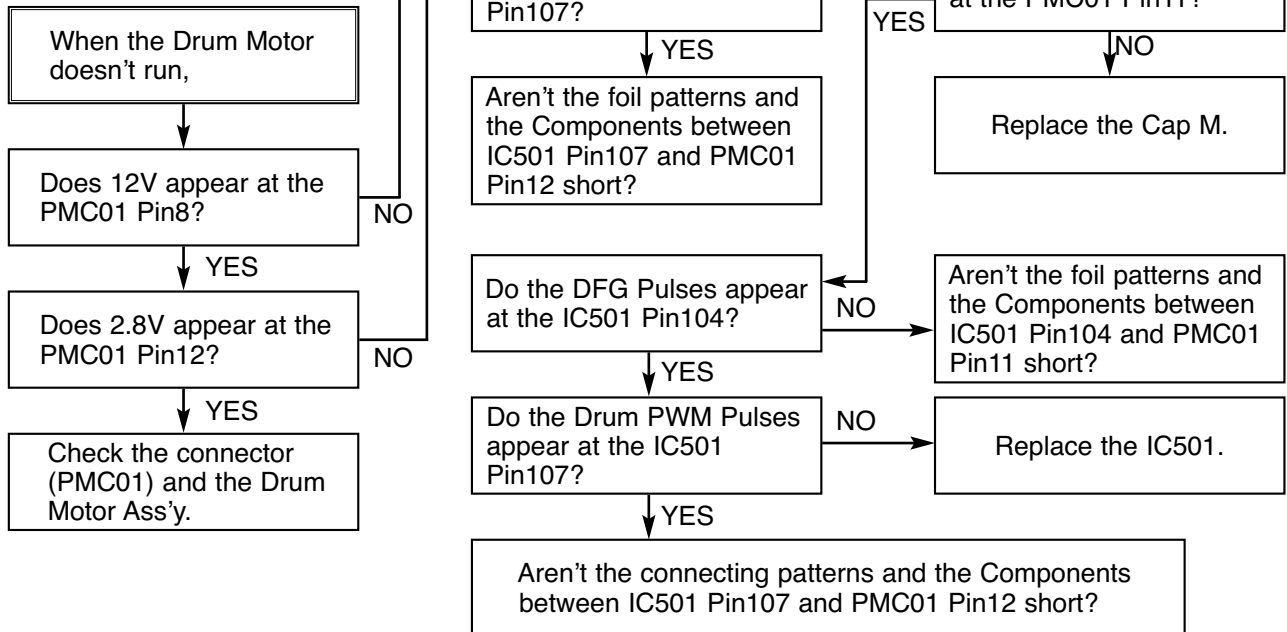 When the Drum Motor
doesn't run,
Does 12V appear at the
PMC01 Pin8?
NO
YES
Does 2.8V appear at the
PMC01 Pin12?
NO
YES
Check the connector
(PMC01) and the Drum
Motor Ass'y.
Pin107?
YES
Aren't the foil patterns and
the Components between
IC501 Pin107 and PMC01
Pin12 short?
YES
at the PMC01 Pin11?
NO
Replace the Cap M.
Do the DFG Pulses appear
at the IC501 Pin104?
NO
Aren't the foil patterns and
the Components between
IC501 Pin104 and PMC01
Pin11 short?
YES
Do the Drum PWM Pulses
appear at the IC501
Pin107?
NO
Replace the IC501.
YES
Aren't the connecting patterns and the Components
between IC501 Pin107 and PMC01 Pin12 short?